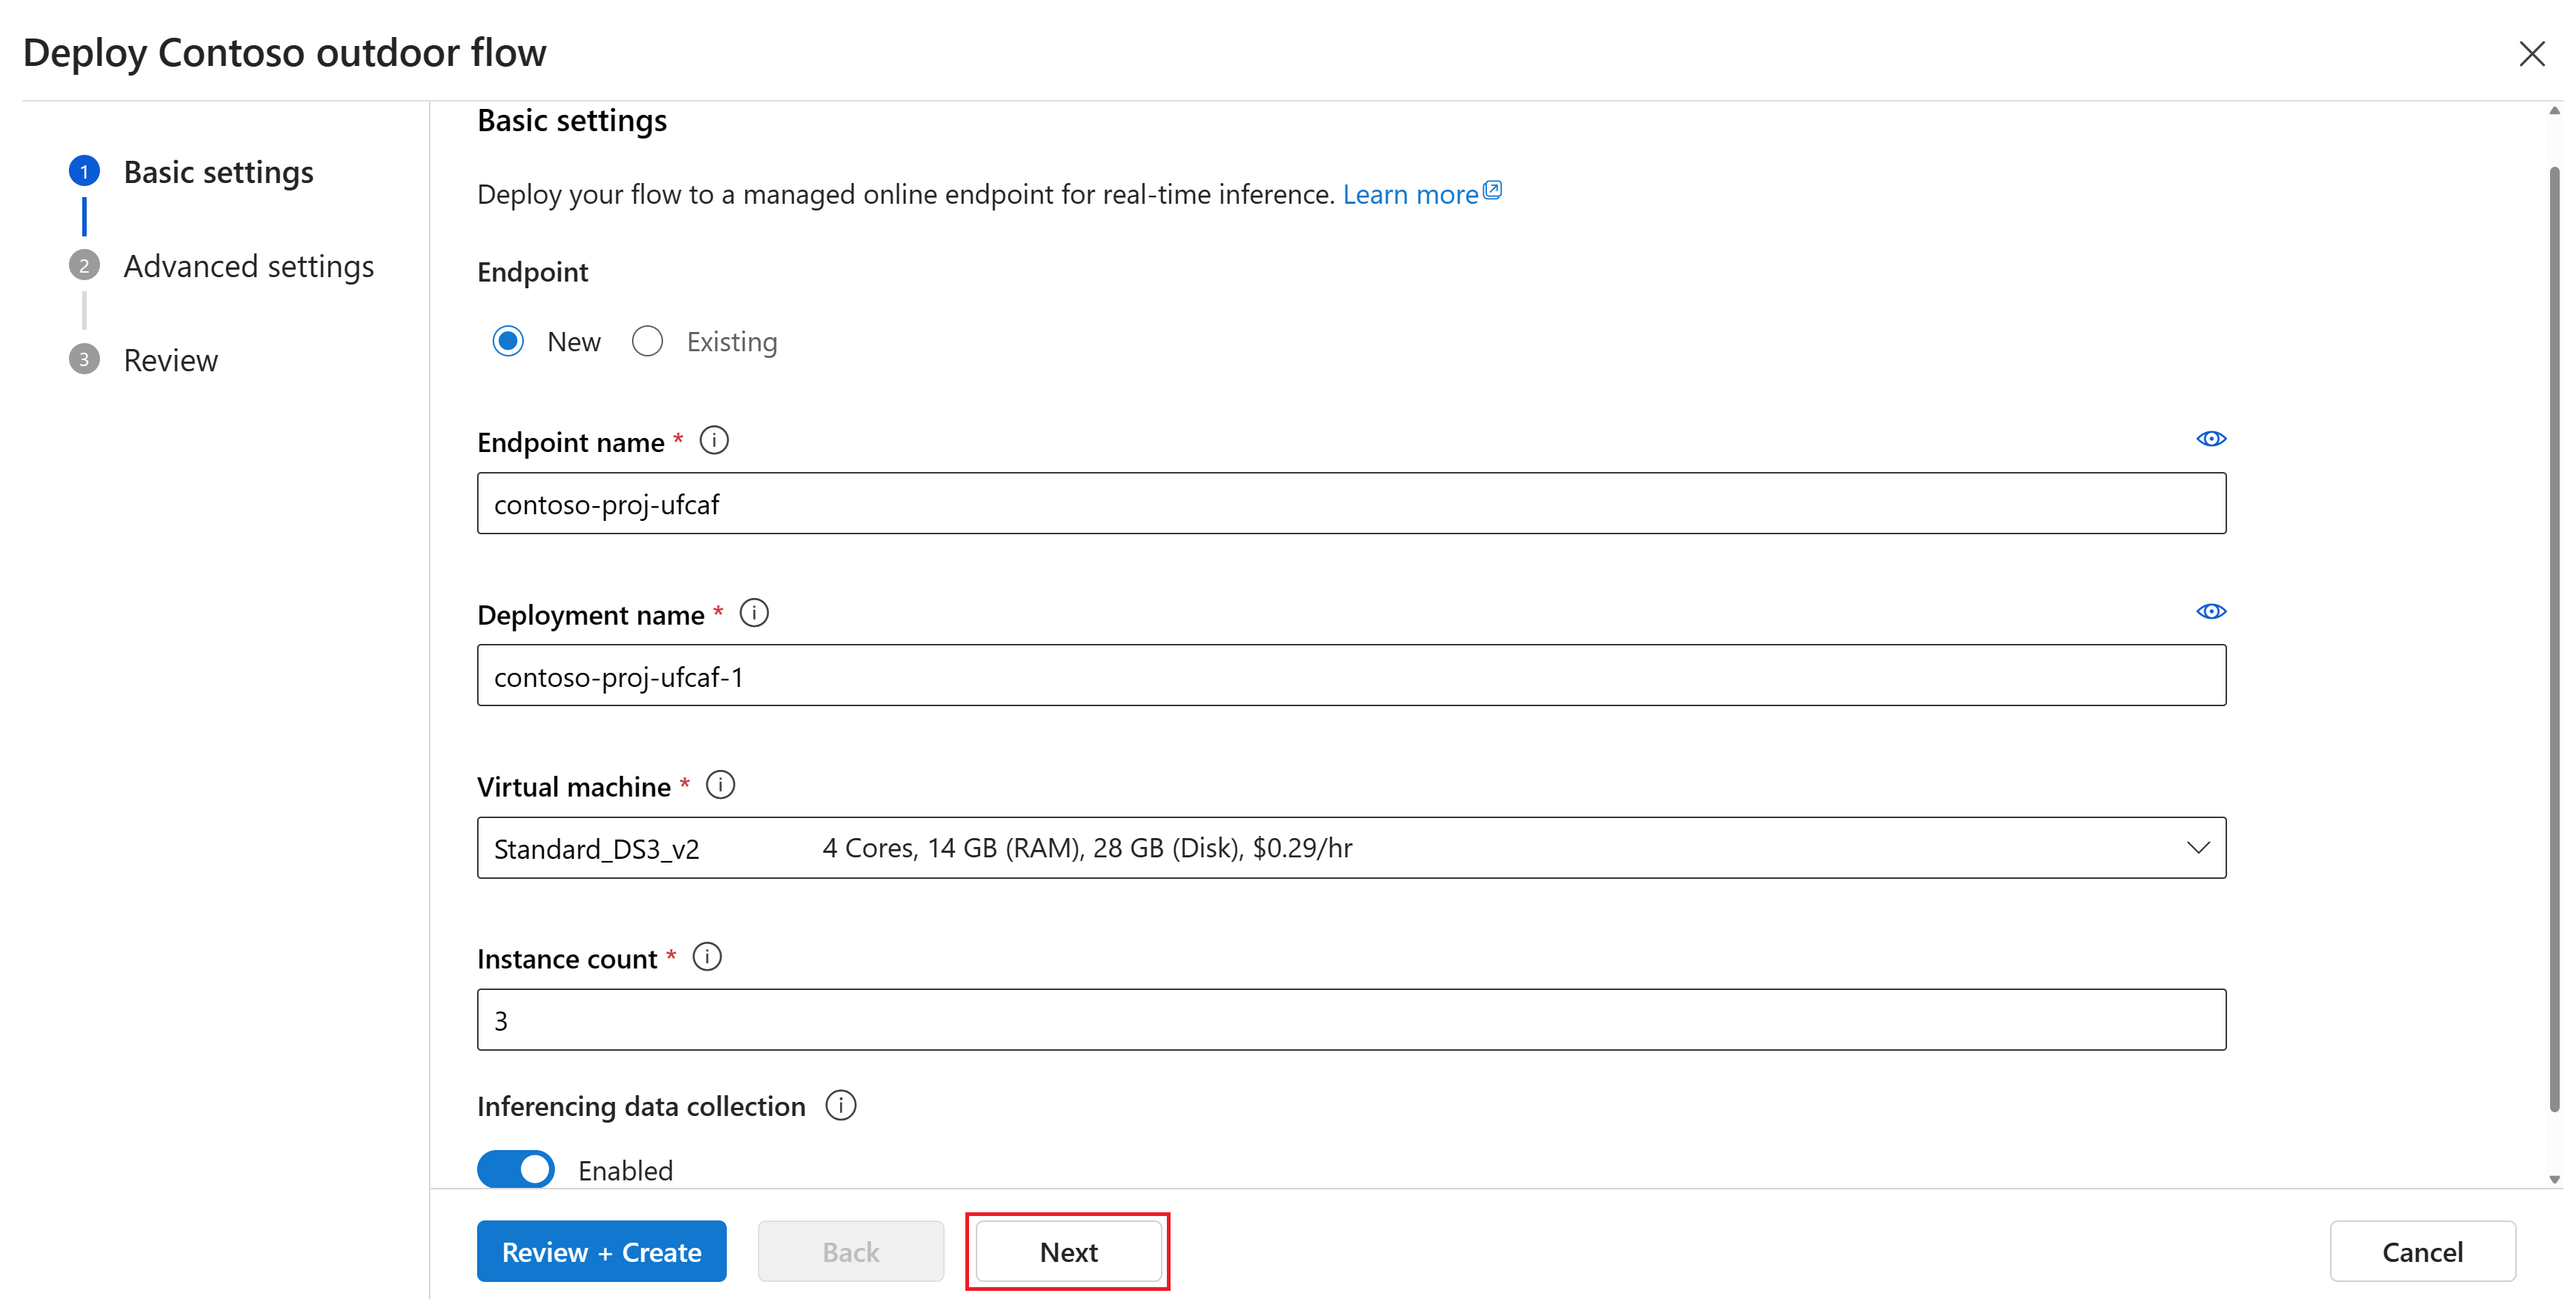 Deploy Contoso outdoor flow
1 Basic settings
2 Advanced settings
3 Review
Basic settings
Deploy your flow to a managed online endpoint for real-time inference. Learn more
Endpoint
New Existing
Endpoint name *
contoso-proj-ufcaf
Deployment name *
contoso-proj-ufcaf-1
Virtual machine *
Standard_DS3_v2 4 Cores, 14 GB (RAM), 28 GB (Disk), $0.29/hr
Instance count *
3
Inferencing data collection
Enabled
Review + Create Back Next Cancel